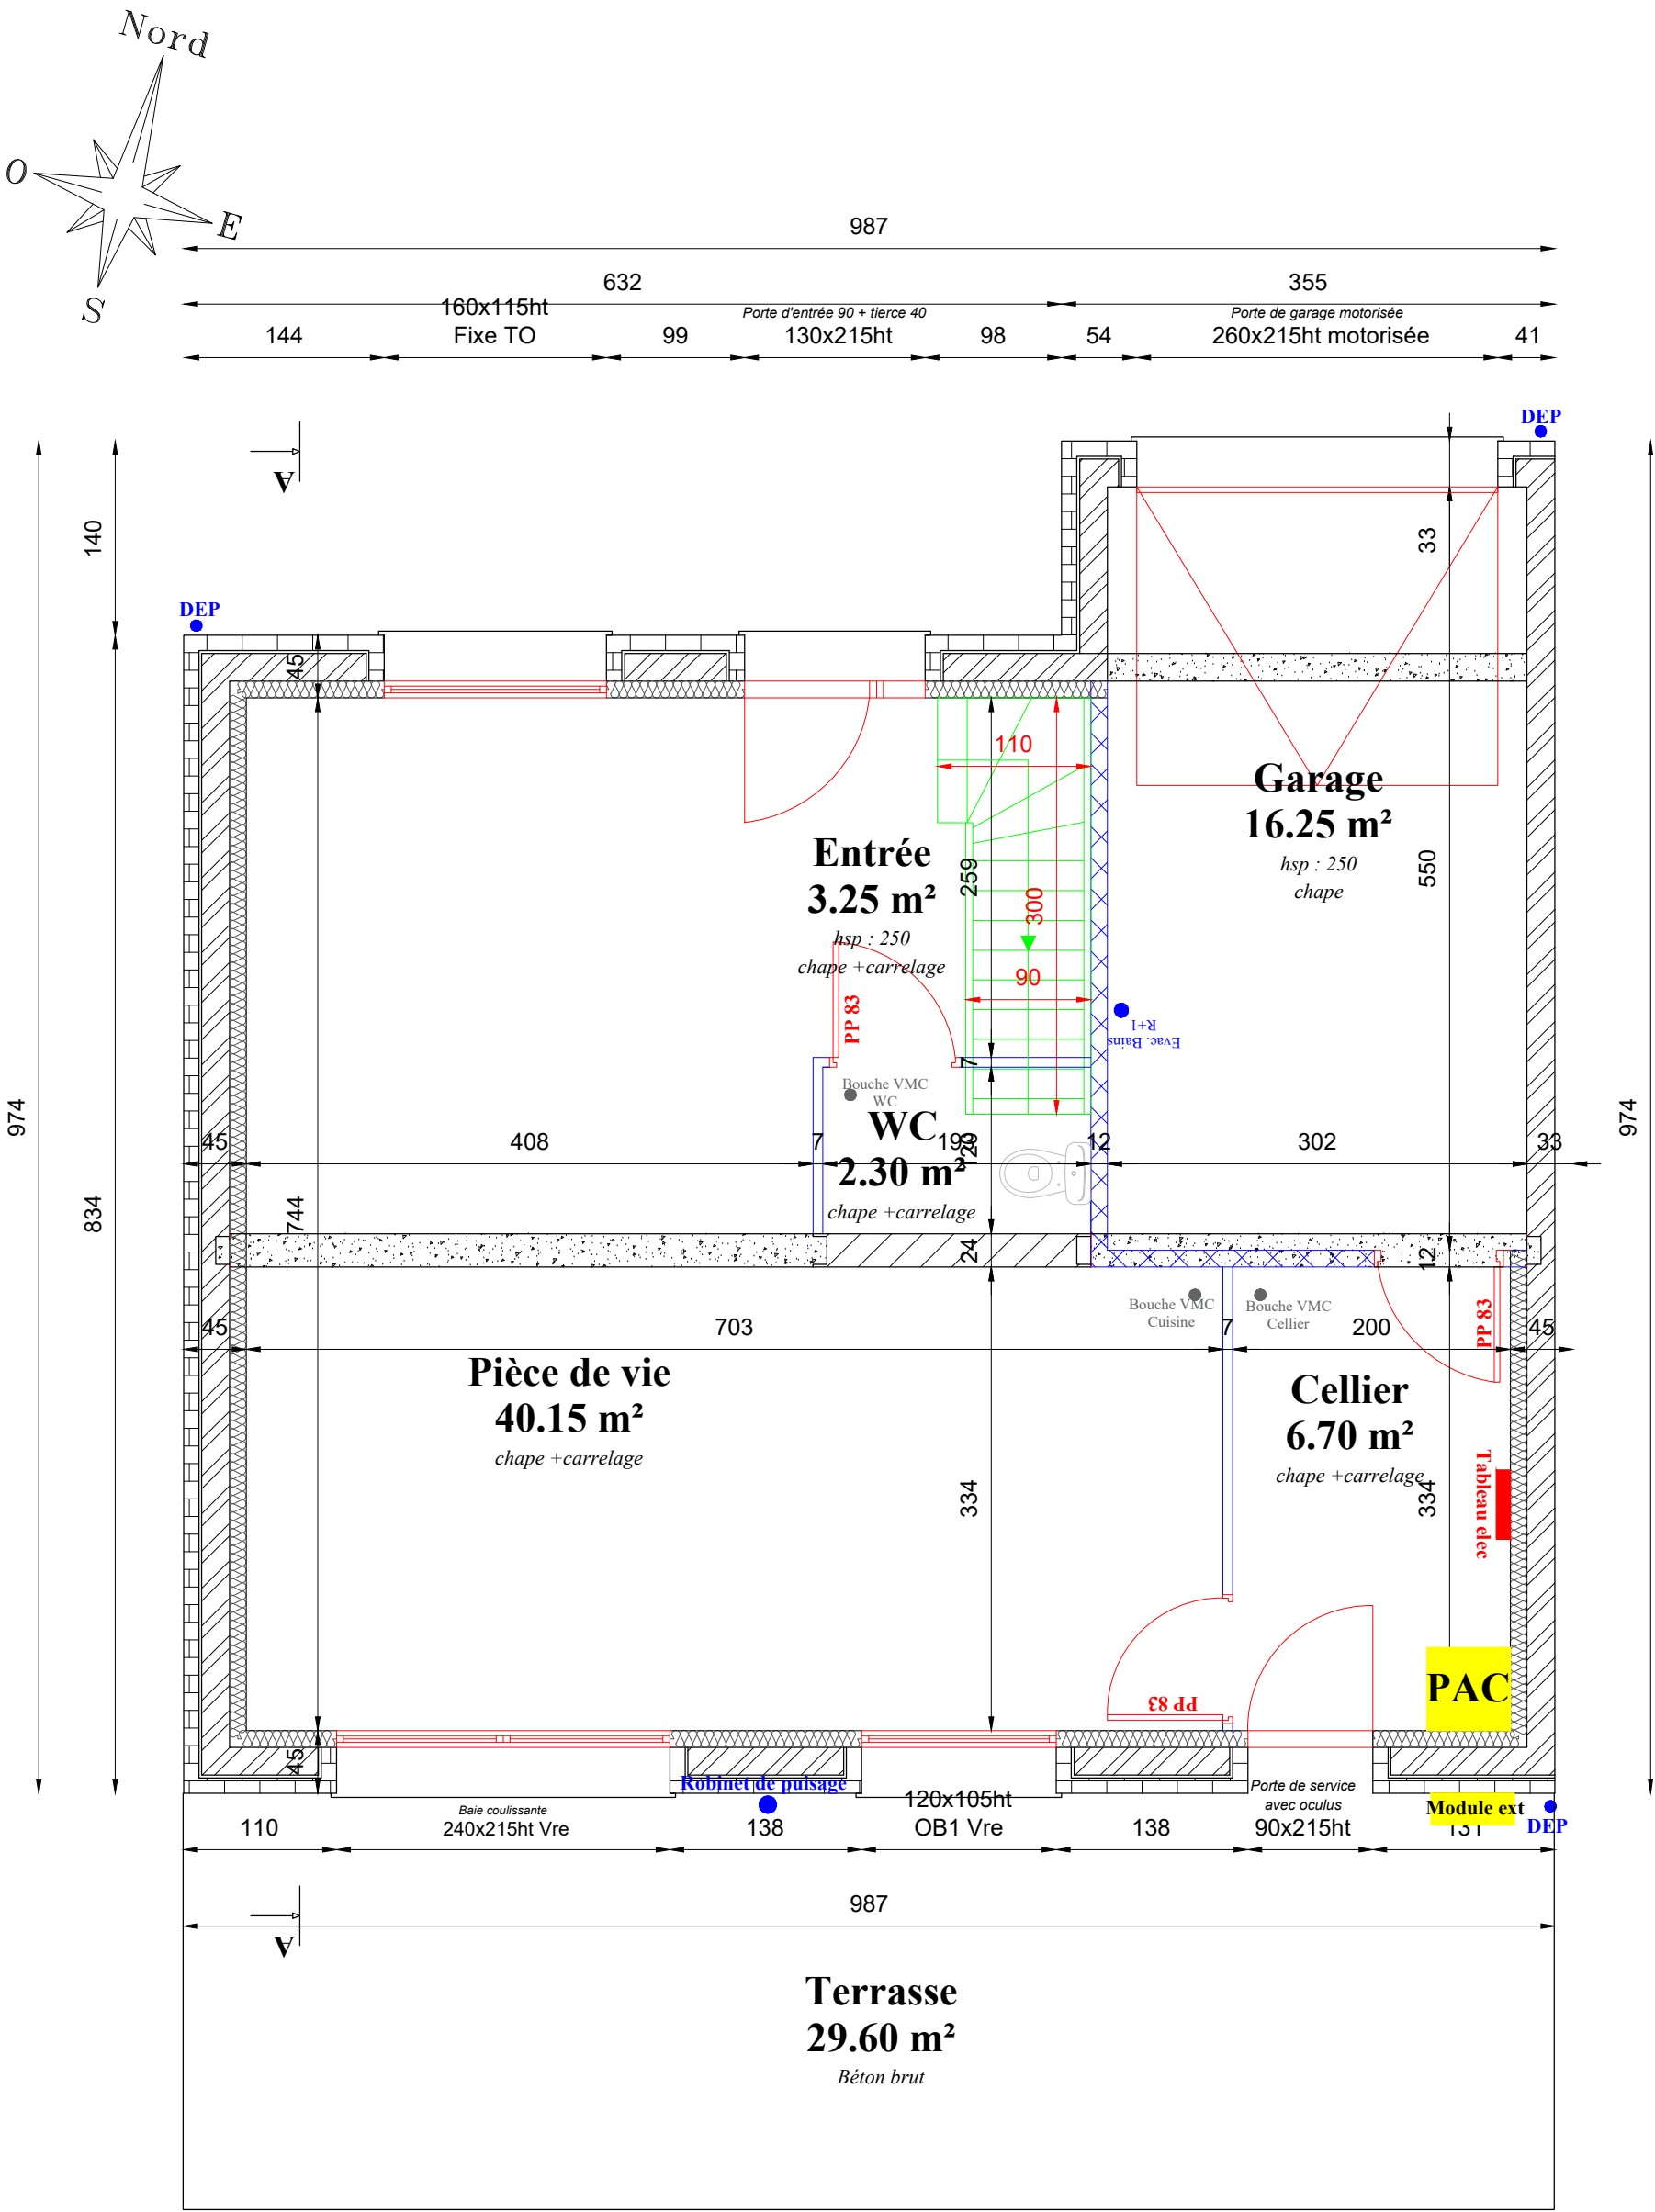 Nord
O
E
S
987
632
355
160x115ht
Porte d'entrée 90 + tierce 40
Porte de garage motorisée
144
Fixe TO
99
130x215ht
98
54
260x215ht motorisée
41
A
DEP
140
33
DEP
45
110
Garage
16.25 m²
hsp : 250
chape
550
Entrée
3.25 m²
hsp : 250
chape +carrelage
259
300
90
PP 83
Evac. Bains
R+1
7
Bouche VMC
WC
WC
2.30 m²
chape +carrelage
974
974
45
408
7
193
120
12
302
33
834
744
24
12
Bouche VMC
Cuisine
Bouche VMC
Cellier
PP 83
45
703
7
200
45
Pièce de vie
40.15 m²
chape +carrelage
Cellier
6.70 m²
chape +carrelage
334
334
Tableau elec
PAC
PP 83
45
Robinet de puisage
Baie coulissante
120x105ht
Porte de service
avec oculus
Module ext
110
240x215ht Vre
138
OB1 Vre
138
90x215ht
131
DEP
987
A
Terrasse
29.60 m²
Béton brut